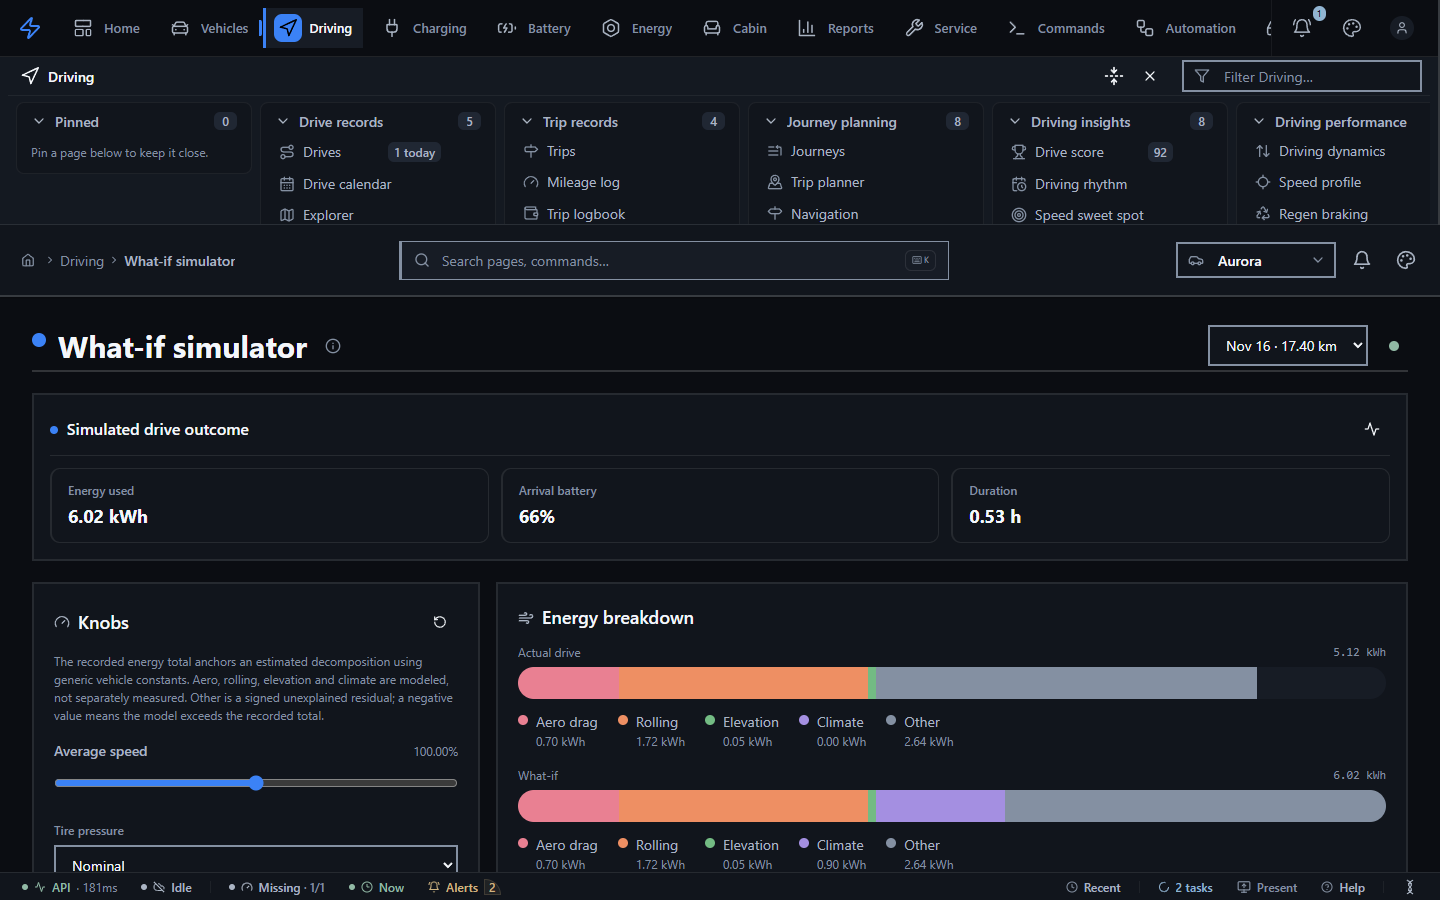 Home
Vehicles
Driving
Charging
Battery
Energy
Cabin
Reports
Service
Commands
Automation
1
Driving
Filter Driving...
Pinned 0
Pin a page below to keep it close.
Drive records 5
Drives 1 today
Drive calendar
Explorer
Trip records 4
Trips
Mileage log
Trip logbook
Journey planning 8
Journeys
Trip planner
Navigation
Driving insights 8
Drive score 92
Driving rhythm
Speed sweet spot
Driving performance
Driving dynamics
Speed profile
Regen braking
Driving > What-if simulator
Search pages, commands...
K
Aurora
What-if simulator
Nov 16 · 17.40 km
Simulated drive outcome
Energy used
6.02 kWh
Arrival battery
66%
Duration
0.53 h
Knobs
The recorded energy total anchors an estimated decomposition using
generic vehicle constants. Aero, rolling, elevation and climate are modeled,
not separately measured. Other is a signed unexplained residual; a negative
value means the model exceeds the recorded total.
Average speed 100.00%
Tire pressure
Nominal
Energy breakdown
Actual drive 5.12 kWh
Aero drag
0.70 kWh
Rolling
1.72 kWh
Elevation
0.05 kWh
Climate
0.00 kWh
Other
2.64 kWh
What-if 6.02 kWh
Aero drag
0.70 kWh
Rolling
1.72 kWh
Elevation
0.05 kWh
Climate
0.90 kWh
Other
2.64 kWh
API · 181ms
Idle
Missing · 1/1
Now
Alerts 2
Recent
2 tasks
Present
Help